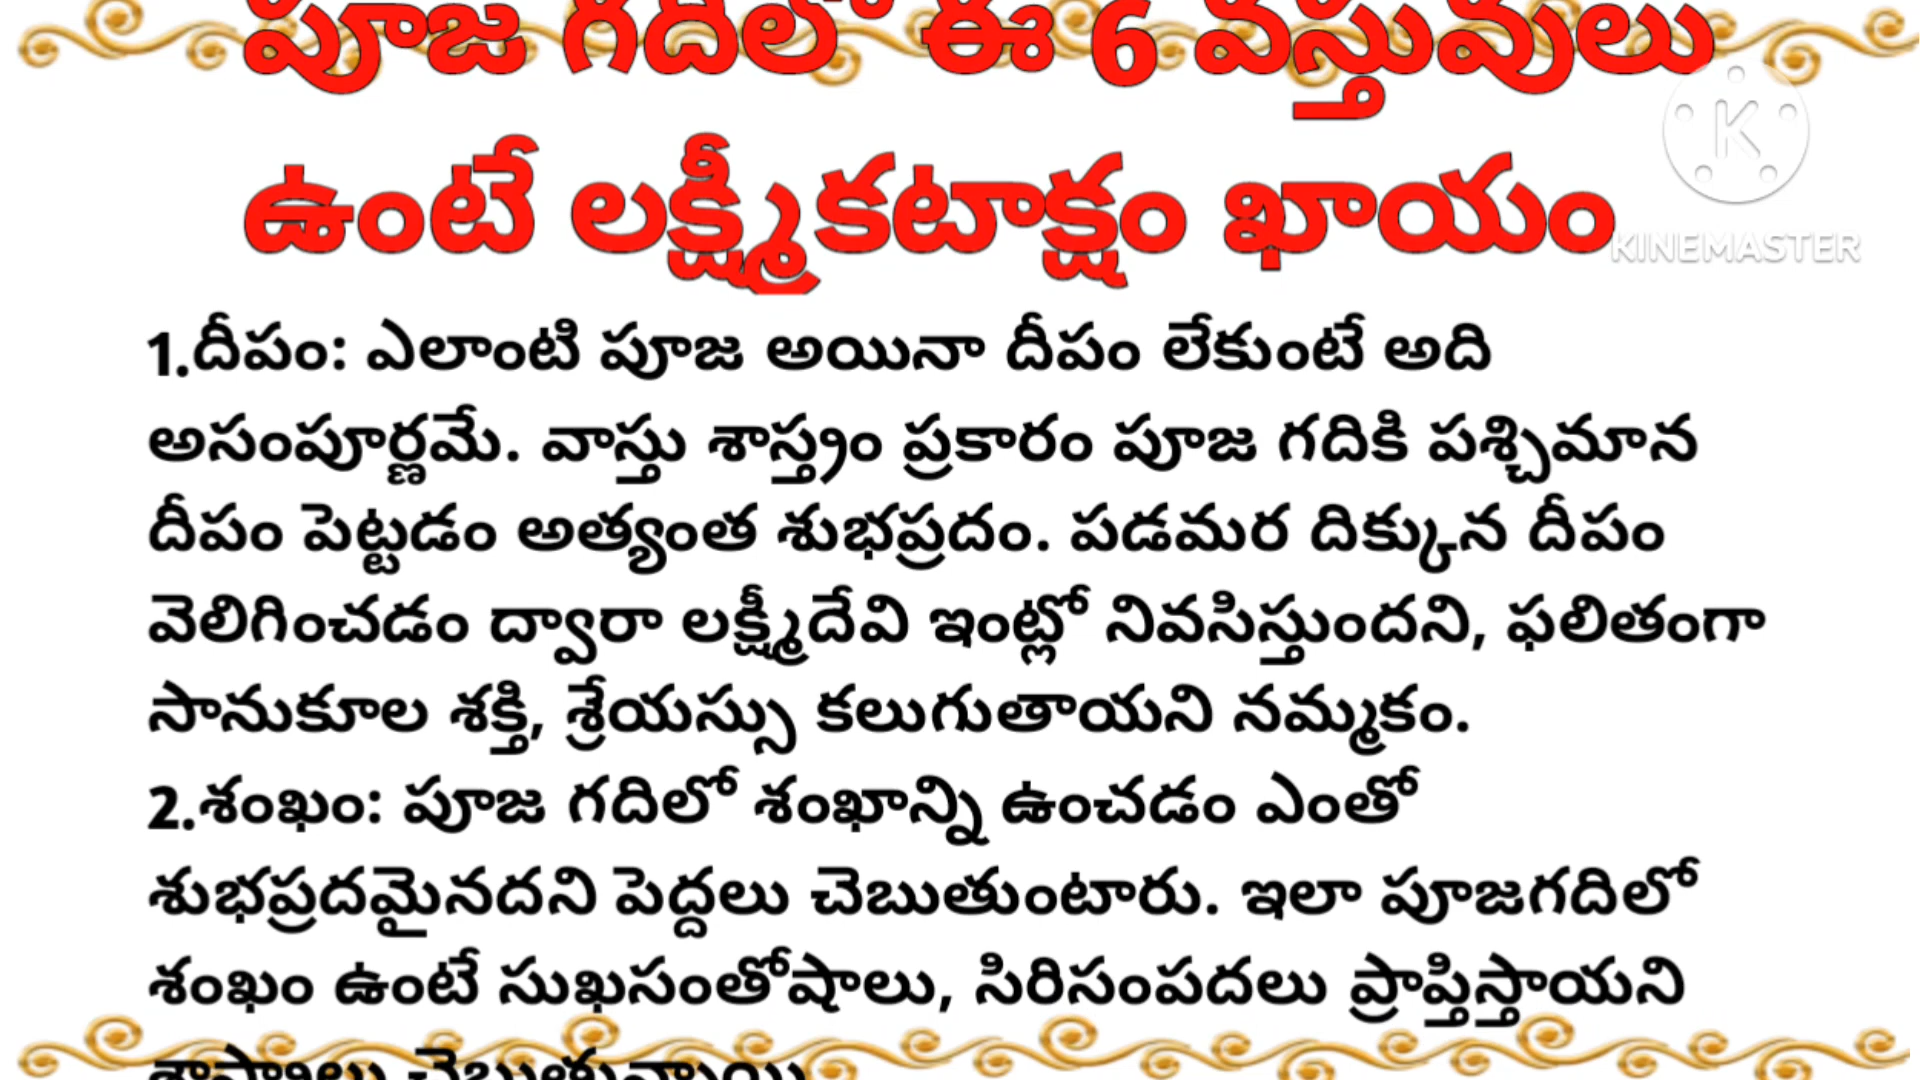 పూజ గదిలో ఈ 6 వస్తువులు
ఉంటే లక్ష్మీకటాక్షం ఖాయం
KINEMASTER
1.దీపం: ఎలాంటి పూజ అయినా దీపం లేకుంటే అది
అసంపూర్ణమే. వాస్తు శాస్త్రం ప్రకారం పూజ గదికి పశ్చిమాన
దీపం పెట్టడం అత్యంత శుభప్రదం. పడమర దిక్కున దీపం
వెలిగించడం ద్వారా లక్ష్మీదేవి ఇంట్లో నివసిస్తుందని, ఫలితంగా
సానుకూల శక్తి, శ్రేయస్సు కలుగుతాయని నమ్మకం.
2.శంఖం: పూజ గదిలో శంఖాన్ని ఉంచడం ఎంతో
శుభప్రదమైనదని పెద్దలు చెబుతుంటారు. ఇలా పూజగదిలో
శంఖం ఉంటే సుఖసంతోషాలు, సిరిసంపదలు ప్రాప్తిస్తాయని